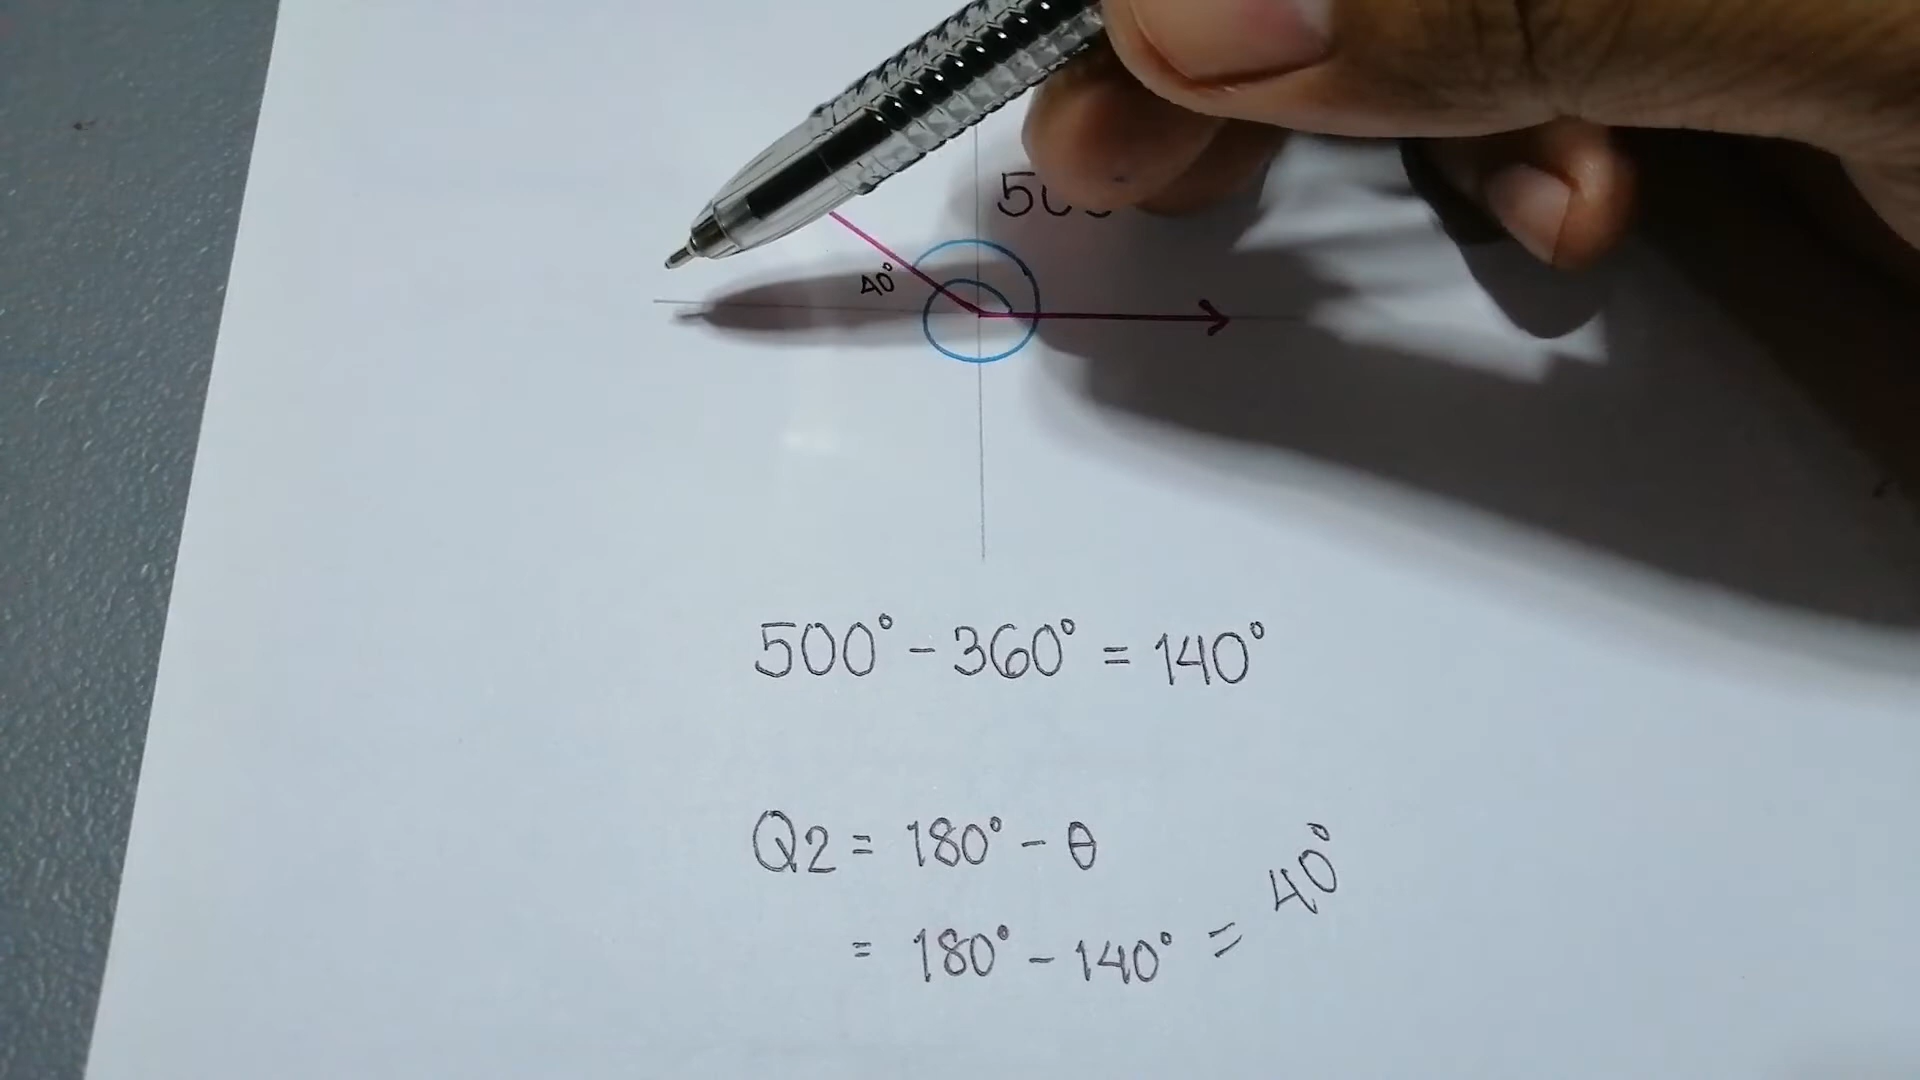 40°
500° - 360° = 140°
Q2 = 180° - θ
= 180° - 140° = 40°